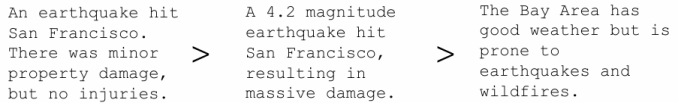 An earthquake hit
San Francisco.
There was minor
property damage,
but no injuries.
>
A 4.2 magnitude
earthquake hit
San Francisco,
resulting in
massive damage.
>
The Bay Area has
good weather but is
prone to
earthquakes and
wildfires.